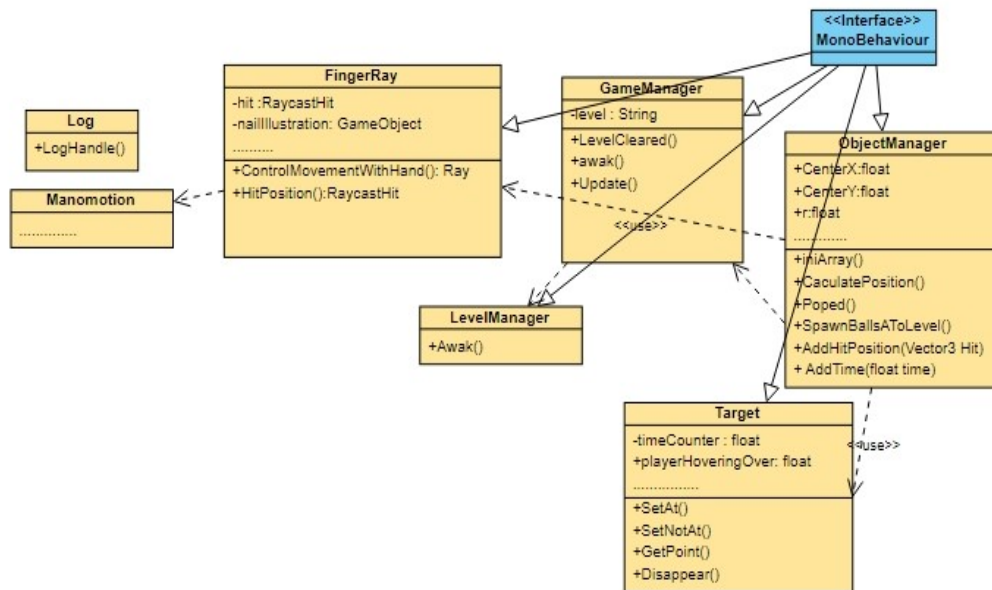 <<Interface>>
MonoBehaviour
FingerRay
-hit :RaycastHit
-nailIllustration: GameObject
..........
+ControlMovementWithHand(): Ray
+HitPosition():RaycastHit
GameManager
-level : String
+LevelCleared()
+awak()
+Update()
<<use>>
Log
+LogHandle()
Manomotion
..............
ObjectManager
+CenterX:float
+CenterY:float
+r:float
.............
+iniArray()
+CaculatePosition()
+Poped()
+SpawnBallsAToLevel()
+AddHitPosition(Vector3 Hit)
+ AddTime(float time)
LevelManager
+Awak()
Target
-timeCounter : float
+playerHoveringOver: float
................
+SetAt()
+SetNotAt()
+GetPoint()
+Disappear()
<<use>>